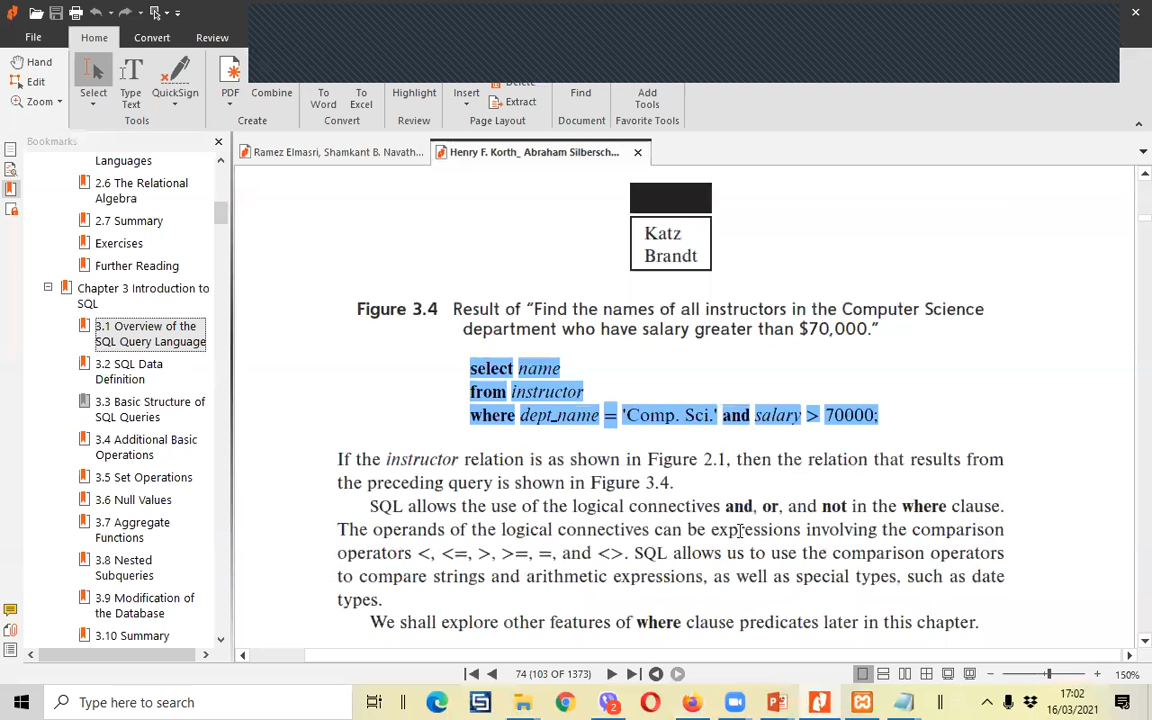 File
Home
Convert
Review
Hand
Edit
Zoom
Select
Type
Text
QuickSign
PDF
Combine
To
Word
To
Excel
Highlight
Insert
Extract
Find
Add
Tools
Tools
Create
Convert
Review
Page Layout
Document
Favorite Tools
Bookmarks
Ramez Elmasri, Shamkant B. Navath...
Henry F. Korth_ Abraham Silbersch...
Languages
2.6 The Relational
Algebra
2.7 Summary
Exercises
Further Reading
Chapter 3 Introduction to
SQL
3.1 Overview of the
SQL Query Language
3.2 SQL Data
Definition
3.3 Basic Structure of
SQL Queries
3.4 Additional Basic
Operations
3.5 Set Operations
3.6 Null Values
3.7 Aggregate
Functions
3.8 Nested
Subqueries
3.9 Modification of
the Database
3.10 Summary
Katz
Brandt
Figure 3.4 Result of “Find the names of all instructors in the Computer Science
department who have salary greater than $70,000.”
select name
from instructor
where dept_name = 'Comp. Sci.' and salary > 70000;
If the instructor relation is as shown in Figure 2.1, then the relation that results from
the preceding query is shown in Figure 3.4.
SQL allows the use of the logical connectives and, or, and not in the where clause.
The operands of the logical connectives can be expressions involving the comparison
operators <, <=, >, >=, =, and <>. SQL allows us to use the comparison operators
to compare strings and arithmetic expressions, as well as special types, such as date
types.
We shall explore other features of where clause predicates later in this chapter.
74 (103 of 1373)
150%
Type here to search
2
17:02
16/03/2021